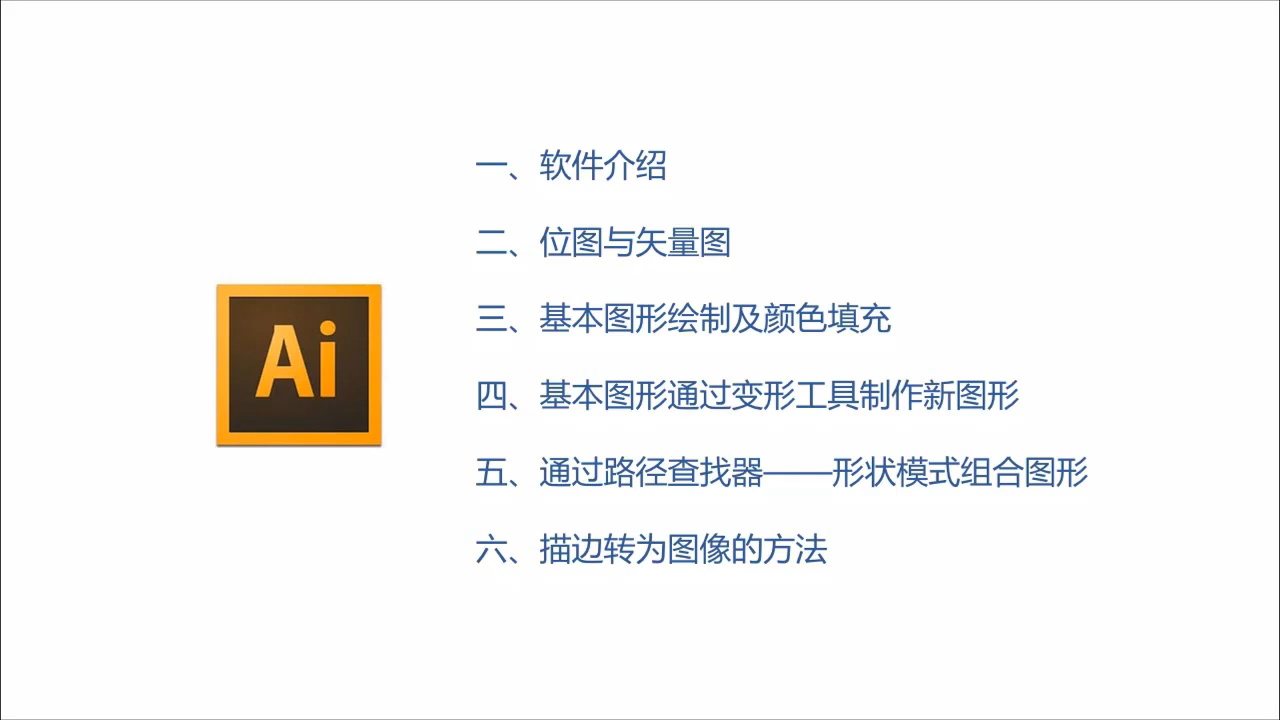 一、软件介绍
二、位图与矢量图
三、基本图形绘制及颜色填充
Ai
四、基本图形通过变形工具制作新图形
五、通过路径查找器——形状模式组合图形
六、描边转为图像的方法